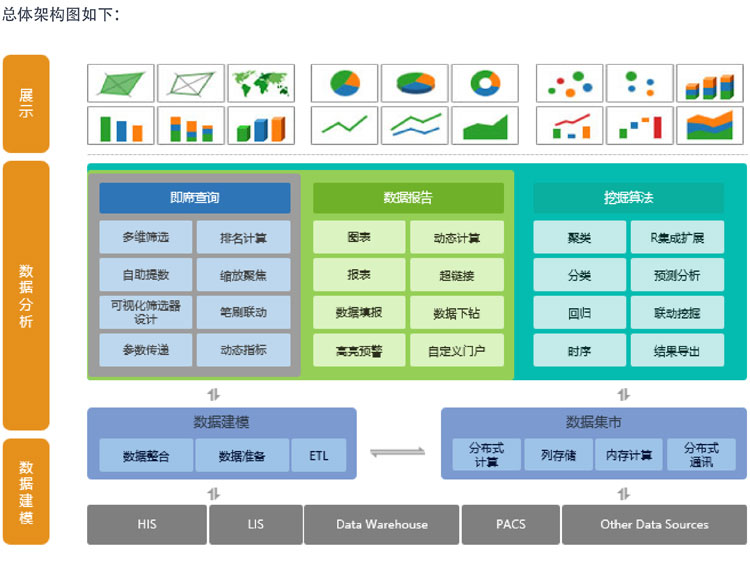 总体架构图如下：
展示
数据分析
即席查询
多维筛选
排名计算
自助提数
缩放聚焦
可视化筛选器
设计
笔刷联动
参数传递
动态指标
数据报告
图表
动态计算
报表
超链接
数据填报
数据下钻
高亮预警
自定义门户
挖掘算法
聚类
R集成扩展
分类
预测分析
回归
联动挖掘
时序
结果导出
数据建模
数据建模
数据整合
数据准备
ETL
数据集市
分布式
计算
列存储
内存计算
分布式
通讯
HIS
LIS
Data Warehouse
PACS
Other Data Sources